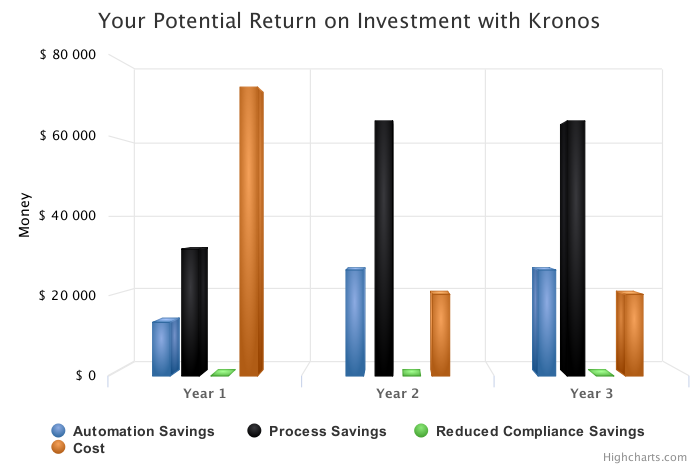 Your Potential Return on Investment with Kronos
$ 80 000
$ 60 000
$ 40 000
$ 20 000
$ 0
Money
Year 1
Year 2
Year 3
Automation Savings
Process Savings
Reduced Compliance Savings
Cost
Highcharts.com